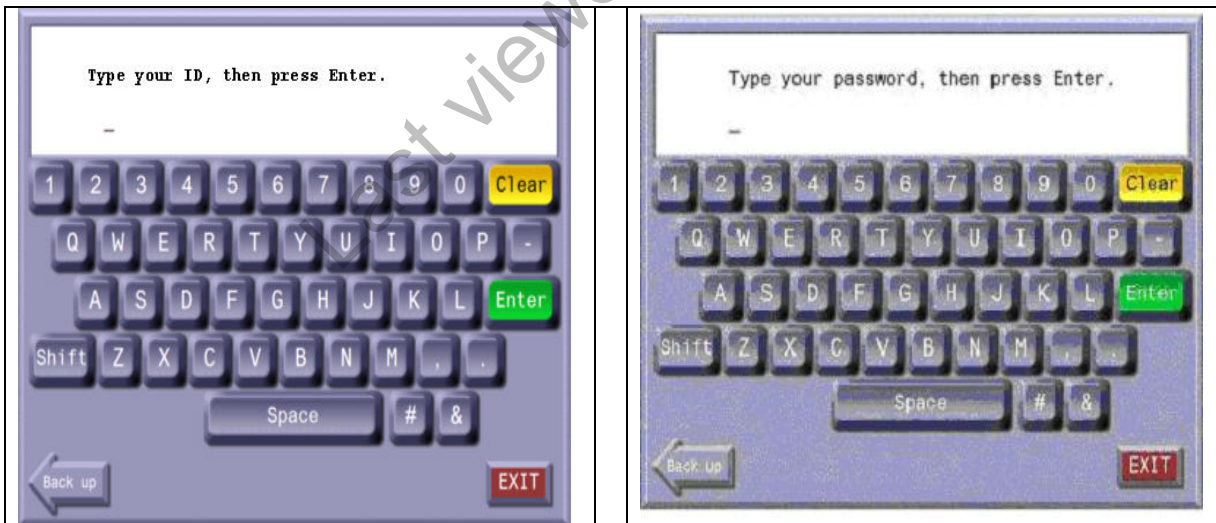 Type your ID, then press Enter.
1 2 3 4 5 6 7 8 9 0 Clear
Q W E R T Y U I O P -
A S D F G H J K L Enter
Shift Z X C V B N M , .
Space # &
Back up EXIT
Type your password, then press Enter.
1 2 3 4 5 6 7 8 9 0 Clear
Q W E R T Y U I O P -
A S D F G H J K L Enter
Shift Z X C V B N M , .
Space # &
Back up EXIT
Last viewe